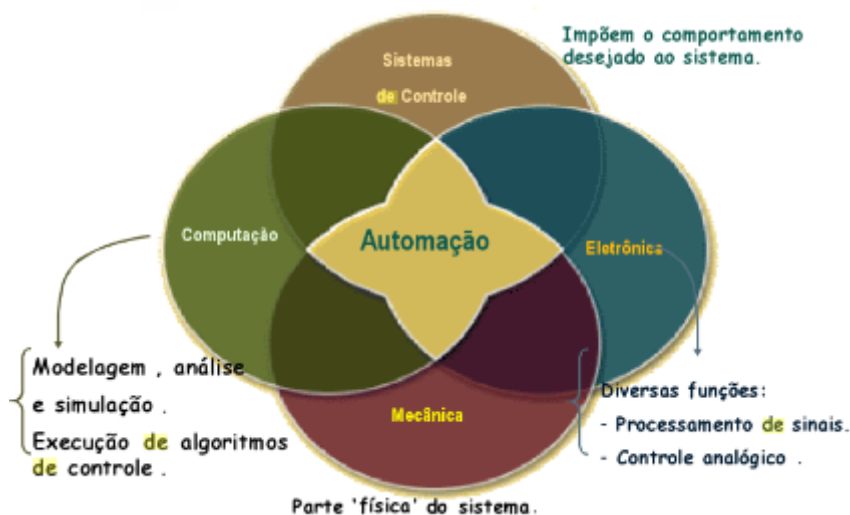 Impõem o comportamento
desejado ao sistema.
Sistemas
de Controle
Computação
Automação
Eletrônica
Modelagem , análise
e simulação .
Execução de algoritmos
de controle .
Mecânica
Diversas funções:
- Processamento de sinais.
- Controle analógico .
Parte 'física' do sistema.